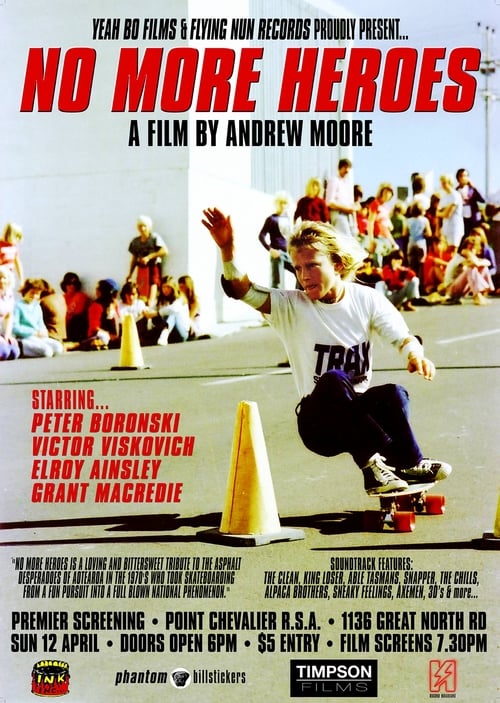 YEAH BO FILMS & FLYING NUN RECORDS PROUDLY PRESENT...
NO MORE HEROES
A FILM BY ANDREW MOORE
TRAX
STARRING...
PETER BORONSKI
VICTOR VISKOVICH
ELROY AINSLEY
GRANT MACREDIE
"NO MORE HEROES IS A LOVING AND BITTERSWEET TRIBUTE TO THE ASPHALT
DESPERADOES OF AOTEAROA IN THE 1970'S WHO TOOK SKATEBOARDING
FROM A FUN PURSUIT INTO A FULL BLOWN NATIONAL PHENOMENON."
SOUNDTRACK FEATURES:
THE CLEAN, KING LOSER, ABLE TASMANS, SNAPPER, THE CHILLS,
ALPACA BROTHERS, SNEAKY FEELINGS, AXEMEN, 3D's & more...
PREMIER SCREENING • POINT CHEVALIER R.S.A. • 1136 GREAT NORTH RD
SUN 12 APRIL • DOORS OPEN 6PM • $5 ENTRY • FILM SCREENS 7.30PM
INK
phantom billstickers
TIMPSON
FILMS